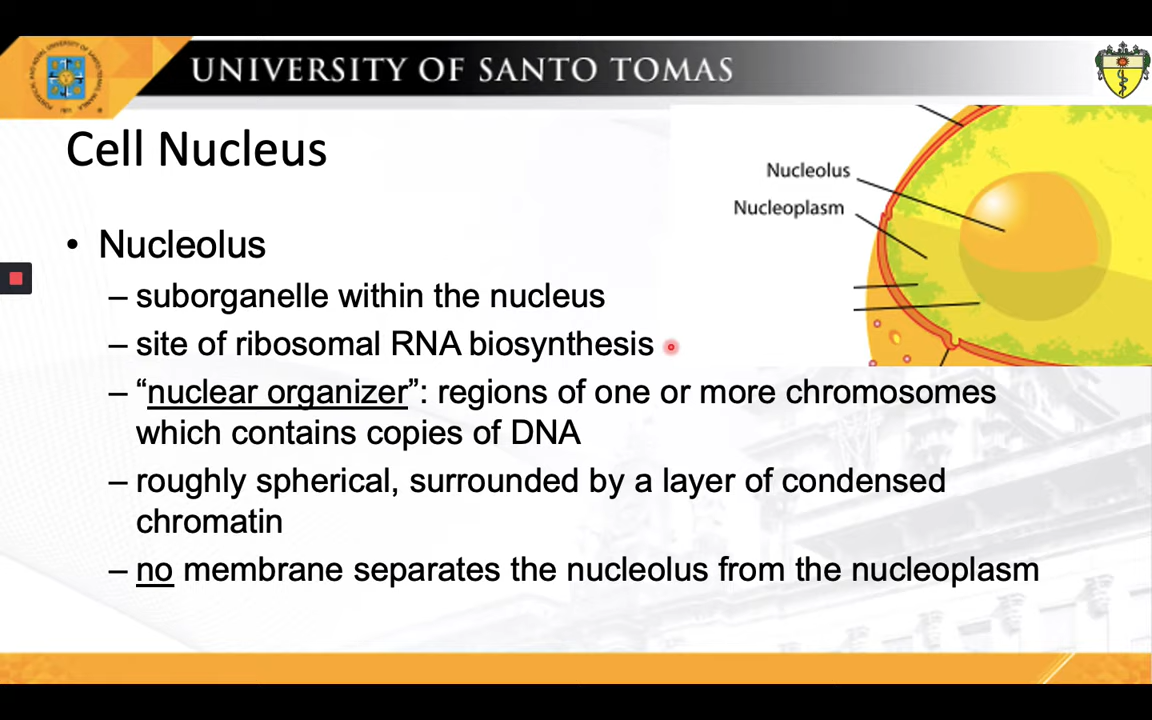 UNIVERSITY OF SANTO TOMAS
Cell Nucleus
Nucleolus
Nucleoplasm
• Nucleolus
– suborganelle within the nucleus
– site of ribosomal RNA biosynthesis
– “nuclear organizer”: regions of one or more chromosomes
which contains copies of DNA
– roughly spherical, surrounded by a layer of condensed
chromatin
– no membrane separates the nucleolus from the nucleoplasm